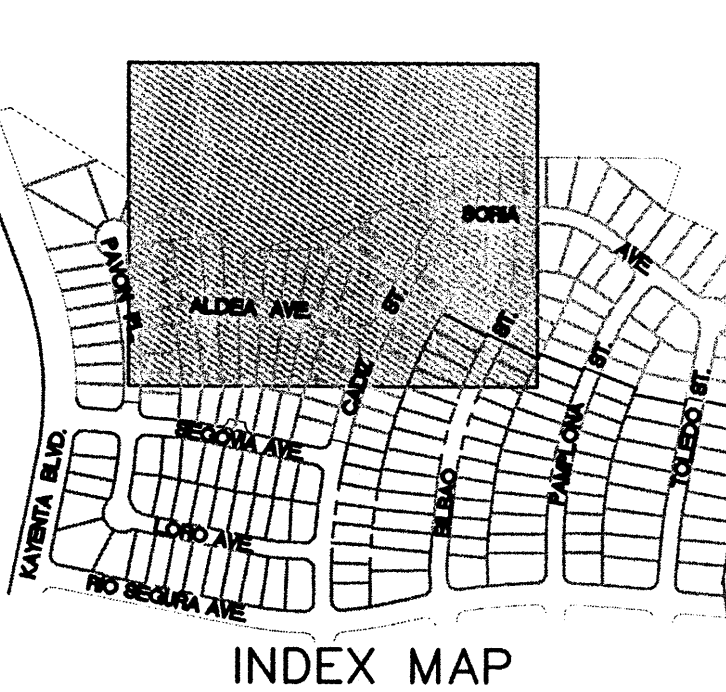 SORIA
AVE.
PAVON PL.
ALDEA AVE.
CADIZ ST.
BILBAO ST.
PAMPLONA ST.
TOLEDO ST.
SEGOVIA AVE.
KAYENTA BLVD.
LORO AVE.
RIO SEGURA AVE.
INDEX MAP